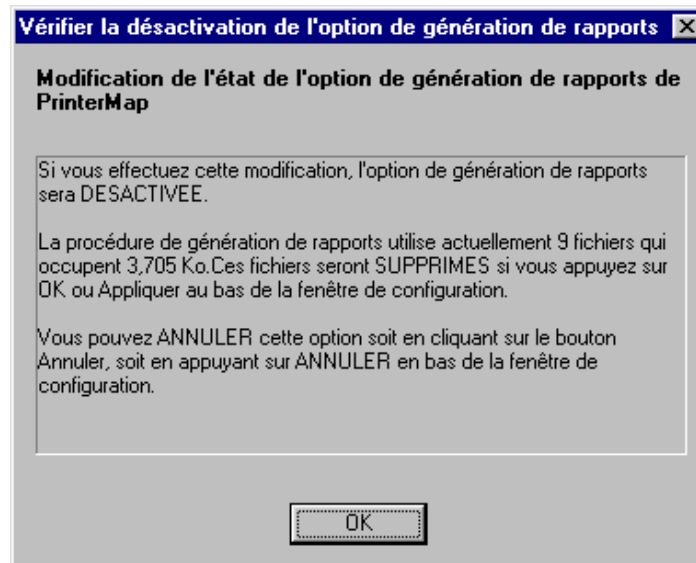 Vérifier la désactivation de l'option de génération de rapports
Modification de l'état de l'option de génération de rapports de
PrinterMap
Si vous effectuez cette modification, l'option de génération de rapports
sera DESACTIVEE.
La procédure de génération de rapports utilise actuellement 9 fichiers qui
occupent 3,705 Ko.Ces fichiers seront SUPPRIMES si vous appuyez sur
OK ou Appliquer au bas de la fenêtre de configuration.
Vous pouvez ANNULER cette option soit en cliquant sur le bouton
Annuler, soit en appuyant sur ANNULER en bas de la fenêtre de
configuration.
OK